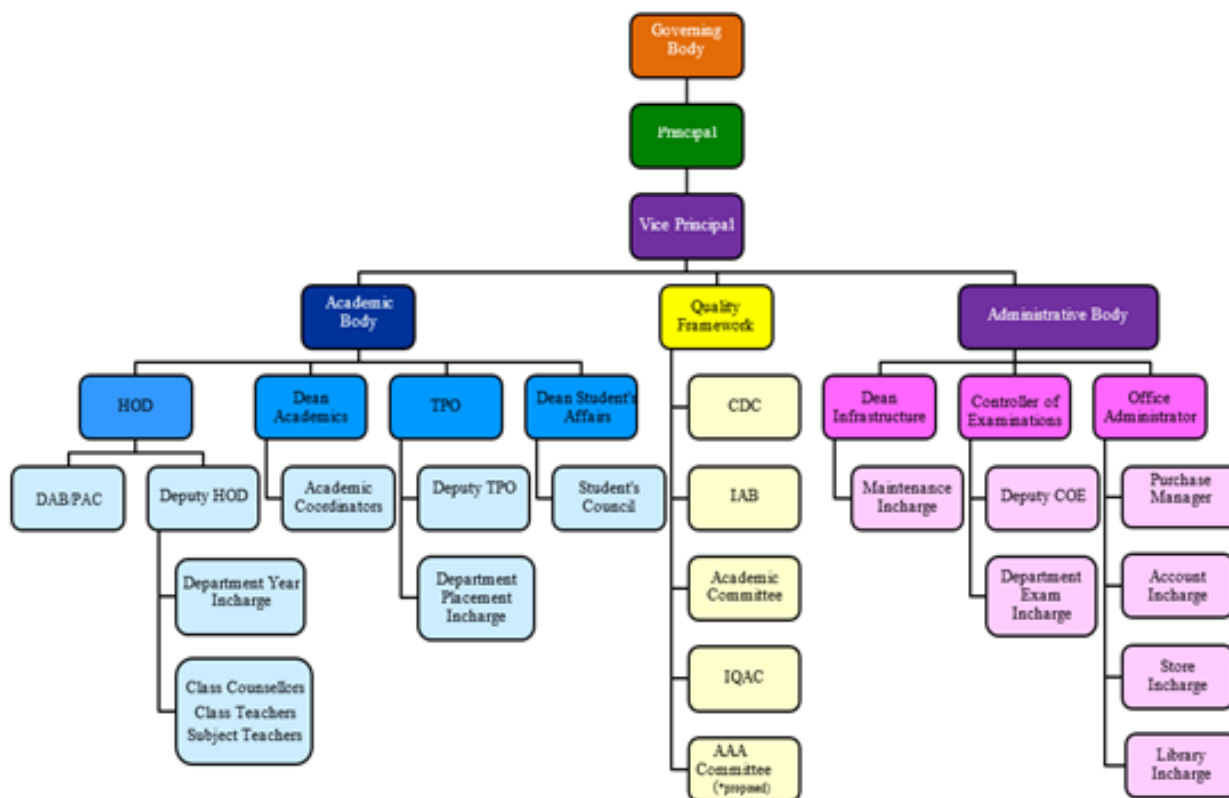 Governing
Body
Principal
Vice Principal
Academic
Body
Quality
Framework
Administrative Body
HOD
Dean
Academics
TPO
Dean Student's
Affairs
CDC
Dean
Infrastructure
Controller of
Examinations
Office
Administrator
DAB/PAC
Deputy HOD
Academic
Coordinators
Deputy TPO
Student's
Council
IAB
Maintenance
Incharge
Deputy COE
Purchase
Manager
Department Year
Incharge
Department
Placement
Incharge
Academic
Committee
Department
Exam
Incharge
Account
Incharge
Class Counsellors
Class Teachers
Subject Teachers
IQAC
Store
Incharge
AAA
Committee
(*proposed)
Library
Incharge